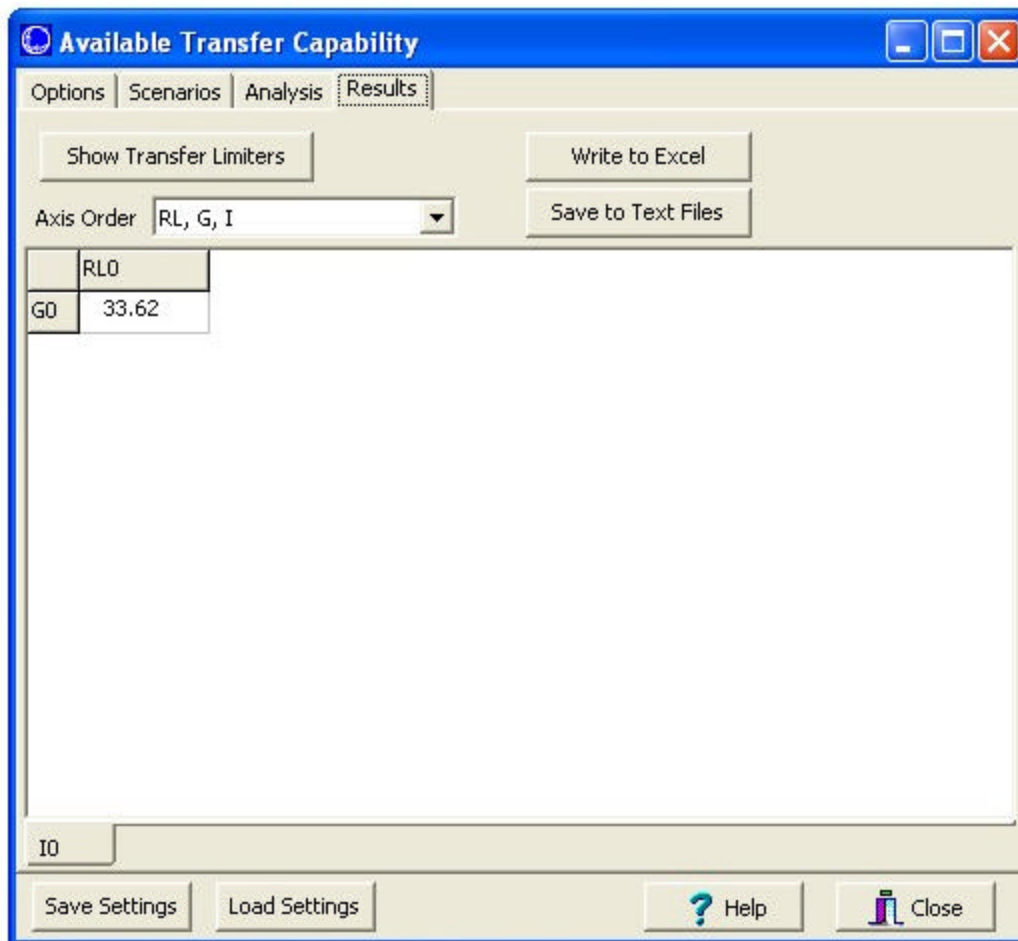 Available Transfer Capability
Options Scenarios Analysis Results
Show Transfer Limiters Write to Excel
Axis Order RL, G, I Save to Text Files
RL0
G0 33.62
I0
Save Settings Load Settings ? Help Close